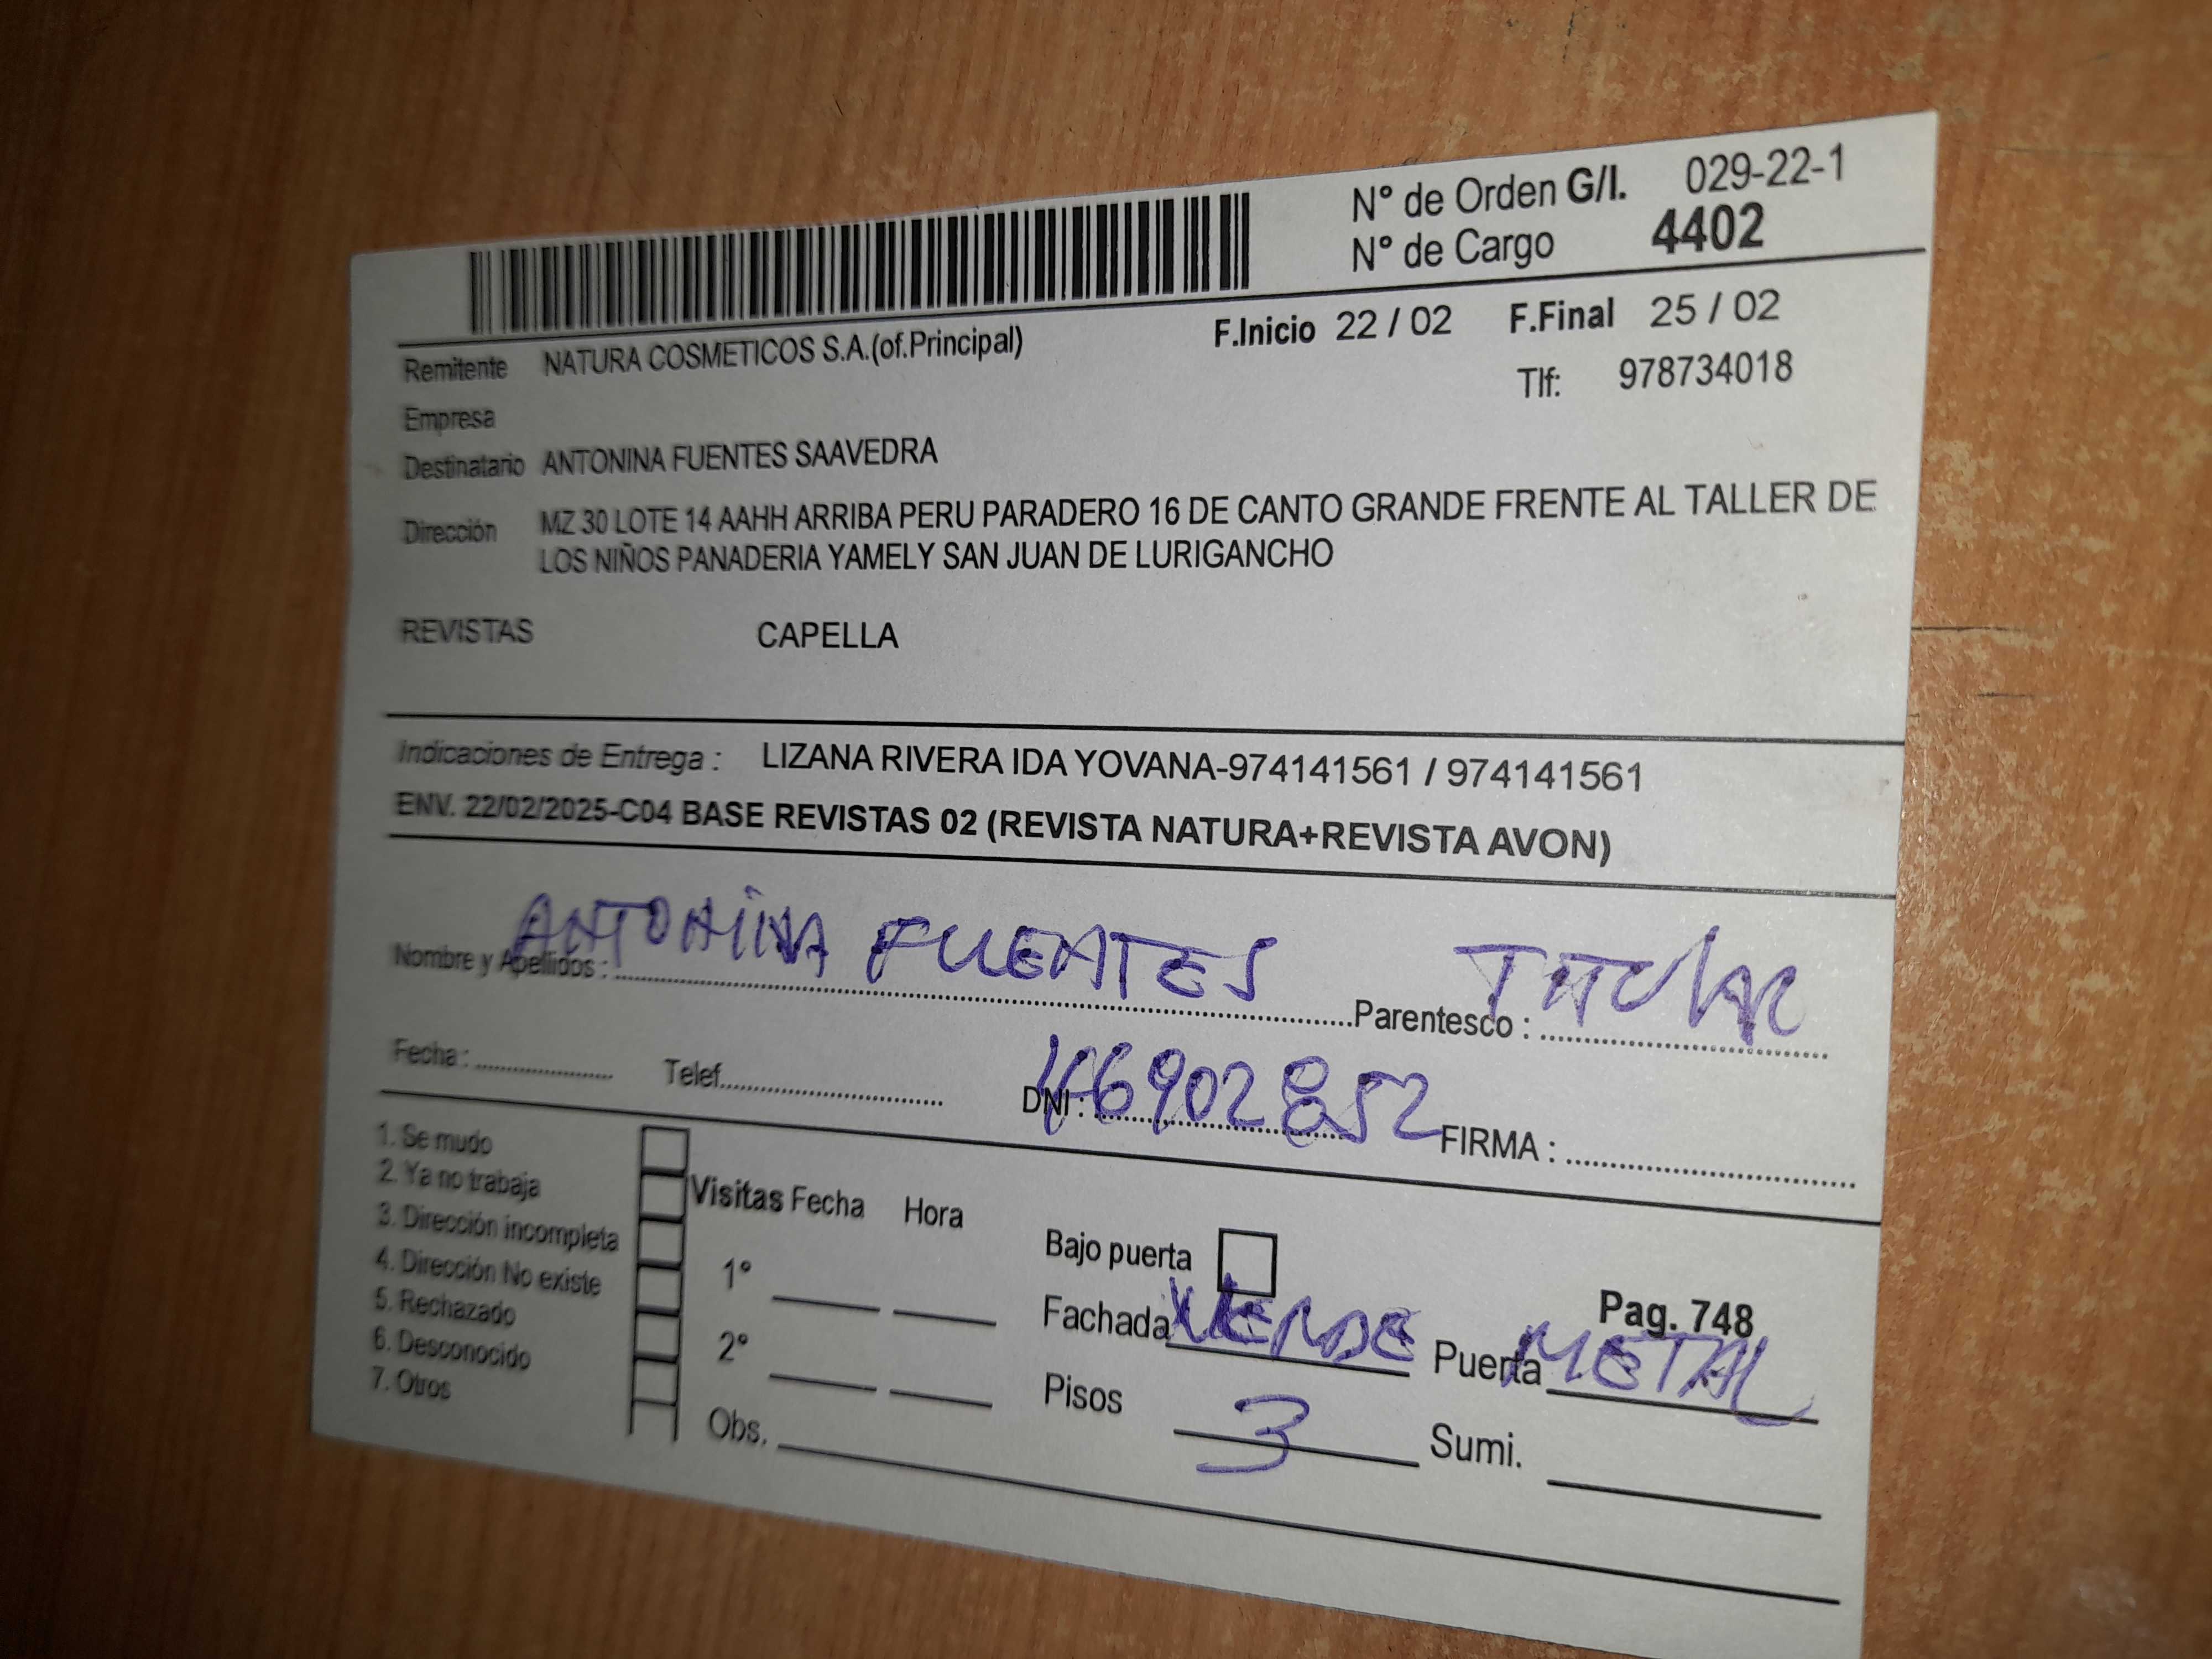 N° de Orden G/I. 029-22-1
N° de Cargo 4402
F.Inicio 22 / 02 F.Final 25 / 02
Remitente NATURA COSMETICOS S.A.(of.Principal)
Tlf: 978734018
Empresa
Destinatario ANTONINA FUENTES SAAVEDRA
Dirección MZ 30 LOTE 14 AAHH ARRIBA PERU PARADERO 16 DE CANTO GRANDE FRENTE AL TALLER DE
LOS NIÑOS PANADERIA YAMELY SAN JUAN DE LURIGANCHO
REVISTAS CAPELLA
Indicaciones de Entrega : LIZANA RIVERA IDA YOVANA-974141561 / 974141561
ENV. 22/02/2025-C04 BASE REVISTAS 02 (REVISTA NATURA+REVISTA AVON)
Nombre y Apellidos : ANTONINA FUENTES Parentesco : TITULAR
Fecha : Telef. DNI : 46902852 FIRMA :
1. Se mudo
2. Ya no trabaja
3. Dirección incompleta
4. Dirección No existe
5. Rechazado
6. Desconocido
7. Otros
Visitas Fecha Hora
1°
2°
Obs.
Bajo puerta
Pag. 748
Fachada VERDE Puerta METAL
Pisos 3 Sumi.